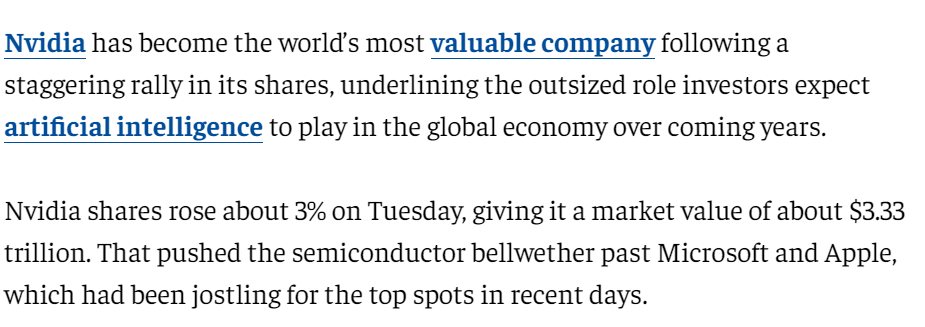 Nvidia has become the world’s most valuable company following a
staggering rally in its shares, underlining the outsized role investors expect
artificial intelligence to play in the global economy over coming years.
Nvidia shares rose about 3% on Tuesday, giving it a market value of about $3.33
trillion. That pushed the semiconductor bellwether past Microsoft and Apple,
which had been jostling for the top spots in recent days.